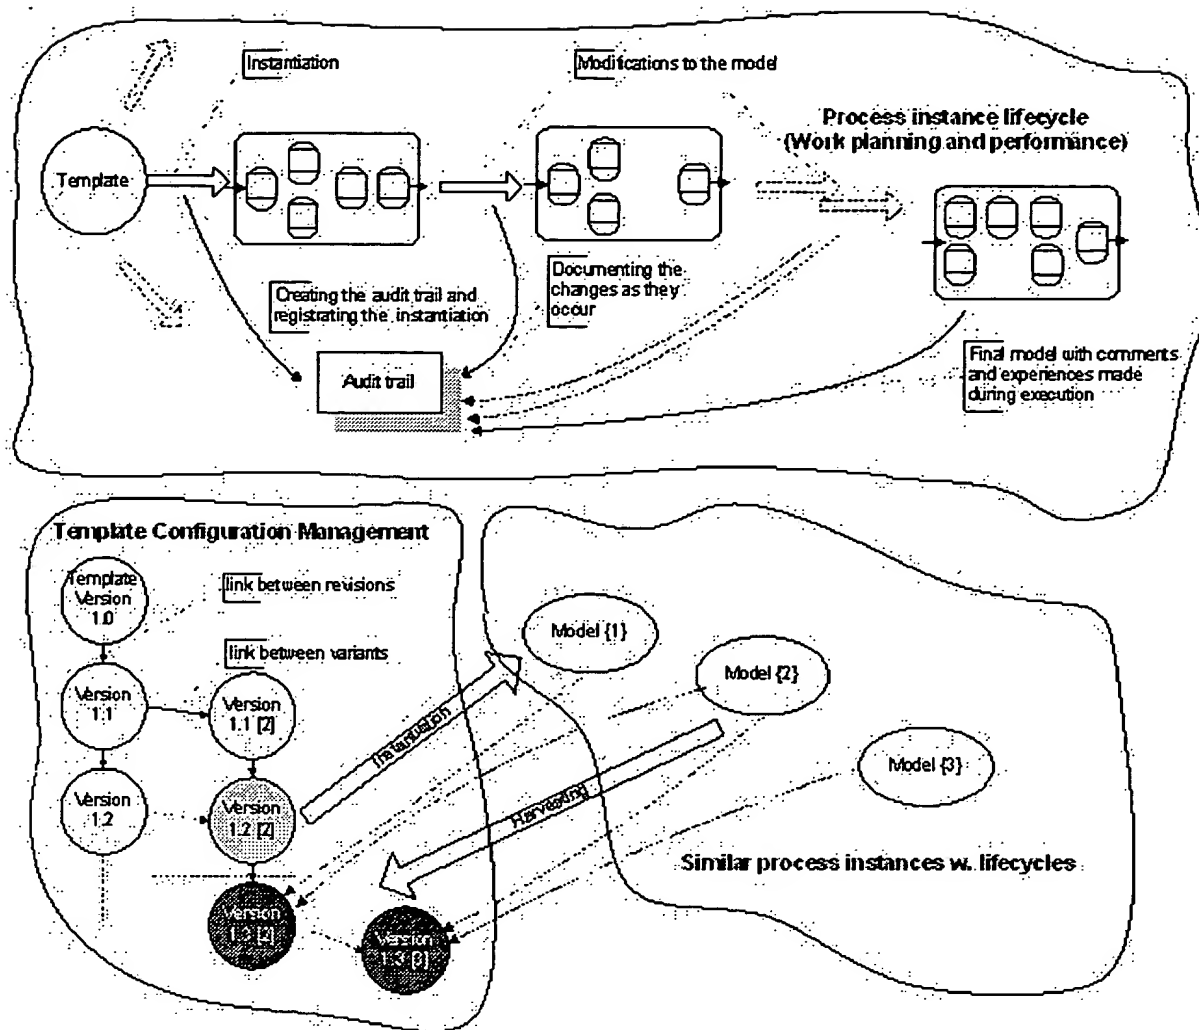 Instantiation
Modifications to the model
Process instance lifecycle
(Work planning and performance)
Template
Creating the audit trail and
registrating the instantiation
Documenting the
changes as they
occur
Audit trail
Final model with comments
and experiences made
during execution
Template Configuration Management
Template
Version
1.0
link between revisions
link between variants
Version
1.1
Version
1.1 [2]
Version
1.2
Version
1.2 [2]
Version
1.3 [2]
Version
1.3 [3]
Instantiation
Harvesting
Model {1}
Model {2}
Model {3}
Similar process instances w. lifecycles